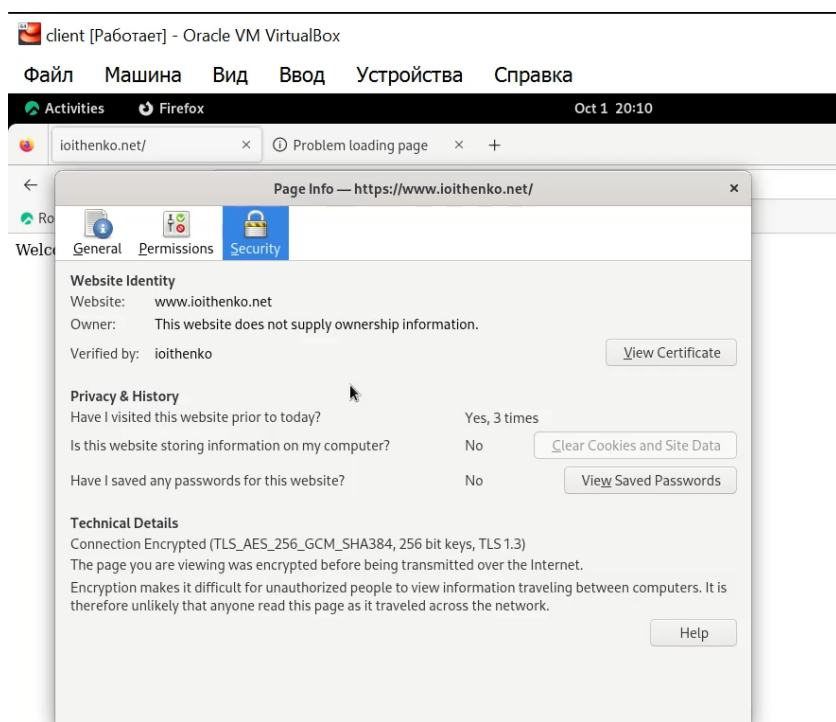 client [Работает] - Oracle VM VirtualBox
Файл Машина Вид Ввод Устройства Справка
Activities Firefox Oct 1 20:10
ioithenko.net/ × Problem loading page × +
Page Info — https://www.ioithenko.net/ ×
Ro
Welco
General Permissions Security
Website Identity
Website: www.ioithenko.net
Owner: This website does not supply ownership information.
Verified by: ioithenko View Certificate
Privacy & History
Have I visited this website prior to today? Yes, 3 times
Is this website storing information on my computer? No Clear Cookies and Site Data
Have I saved any passwords for this website? No View Saved Passwords
Technical Details
Connection Encrypted (TLS_AES_256_GCM_SHA384, 256 bit keys, TLS 1.3)
The page you are viewing was encrypted before being transmitted over the Internet.
Encryption makes it difficult for unauthorized people to view information traveling between computers. It is
therefore unlikely that anyone read this page as it traveled across the network.
Help